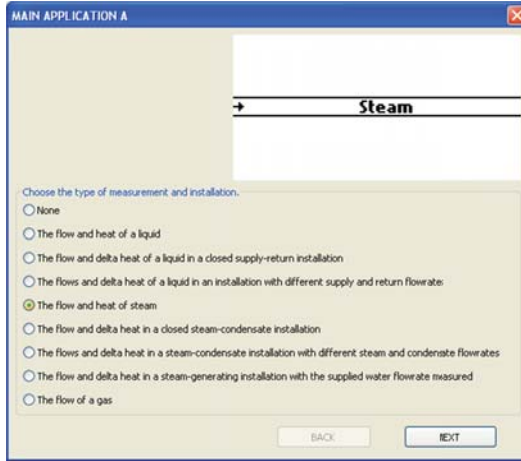 MAIN APPLICATION A
Steam
Choose the type of measurement and installation.
None
The flow and heat of a liquid
The flow and delta heat of a liquid in a closed supply-return installation
The flows and delta heat of a liquid in an installation with different supply and return flowrate
The flow and heat of steam
The flow and delta heat in a closed steam-condensate installation
The flows and delta heat in a steam-condensate installation with different steam and condensate flowrates
The flow and delta heat in a steam-generating installation with the supplied water flowrate measured
The flow of a gas
BACK
NEXT